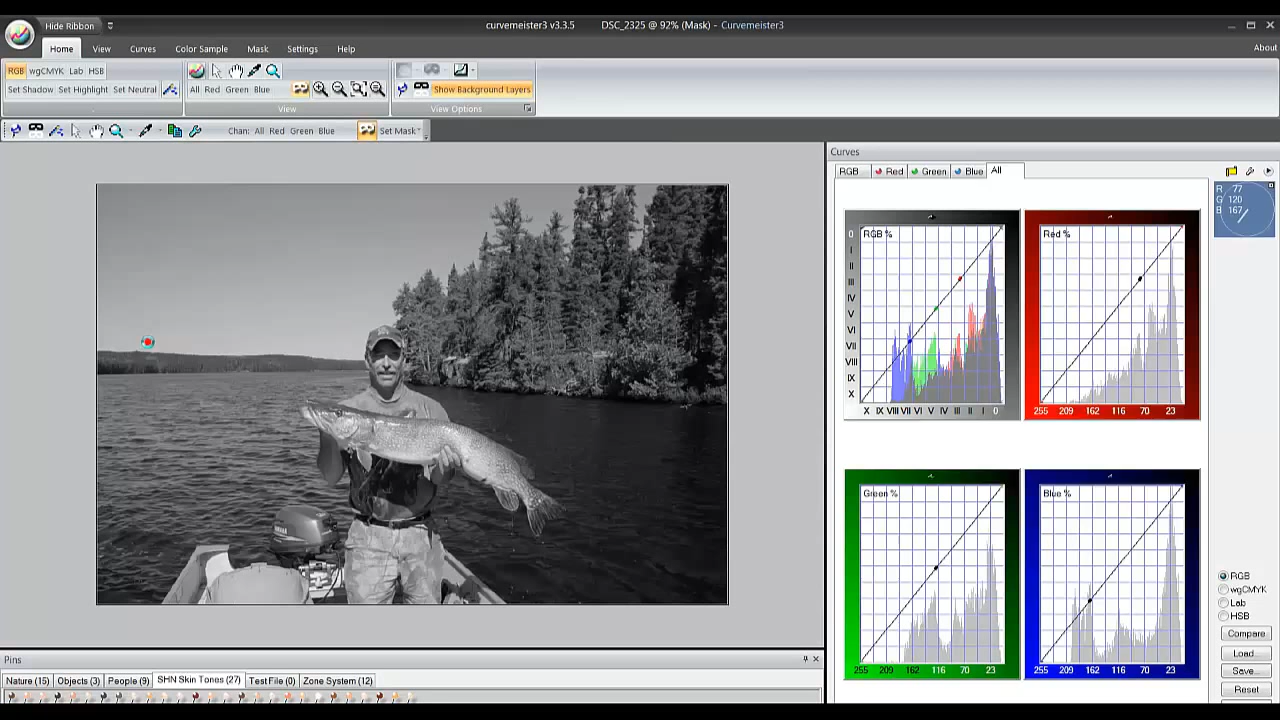 Hide Ribbon
curvemeister3 v3.3.5 DSC_2325 @ 92% (Mask) - Curvemeister3
Home View Curves Color Sample Mask Settings Help About
RGB wgCMYK Lab HSB
Set Shadow Set Highlight Set Neutral All Red Green Blue Show Background Layers
View View Options
Chan: All Red Green Blue Set Mask
Curves
RGB Red Green Blue All
R 77
G 120
B 167
RGB % Red %
0
I
II
III
IV
V
VI
VII
VIII
IX
X
X IX VIII VII VI V IV III II I 0
255 209 162 116 70 23
YAMAHA
Green % Blue %
255 209 162 116 70 23
255 209 162 116 70 23
RGB
wgCMYK
Lab
HSB
Compare
Load...
Save...
Reset
Pins
Nature (15) Objects (3) People (9) SHN Skin Tones (27) Test File (0) Zone System (12)